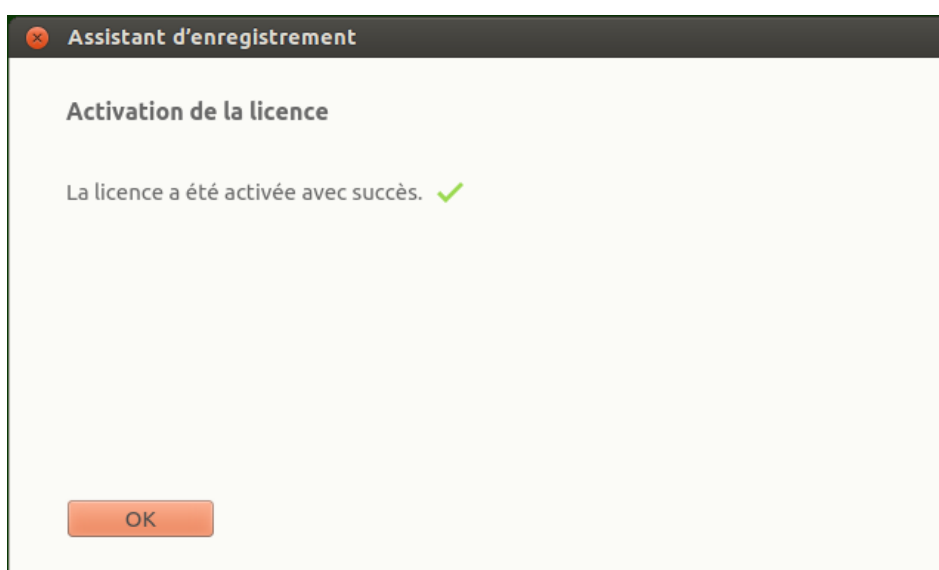 Assistant d’enregistrement
Activation de la licence
La licence a été activée avec succès.
OK